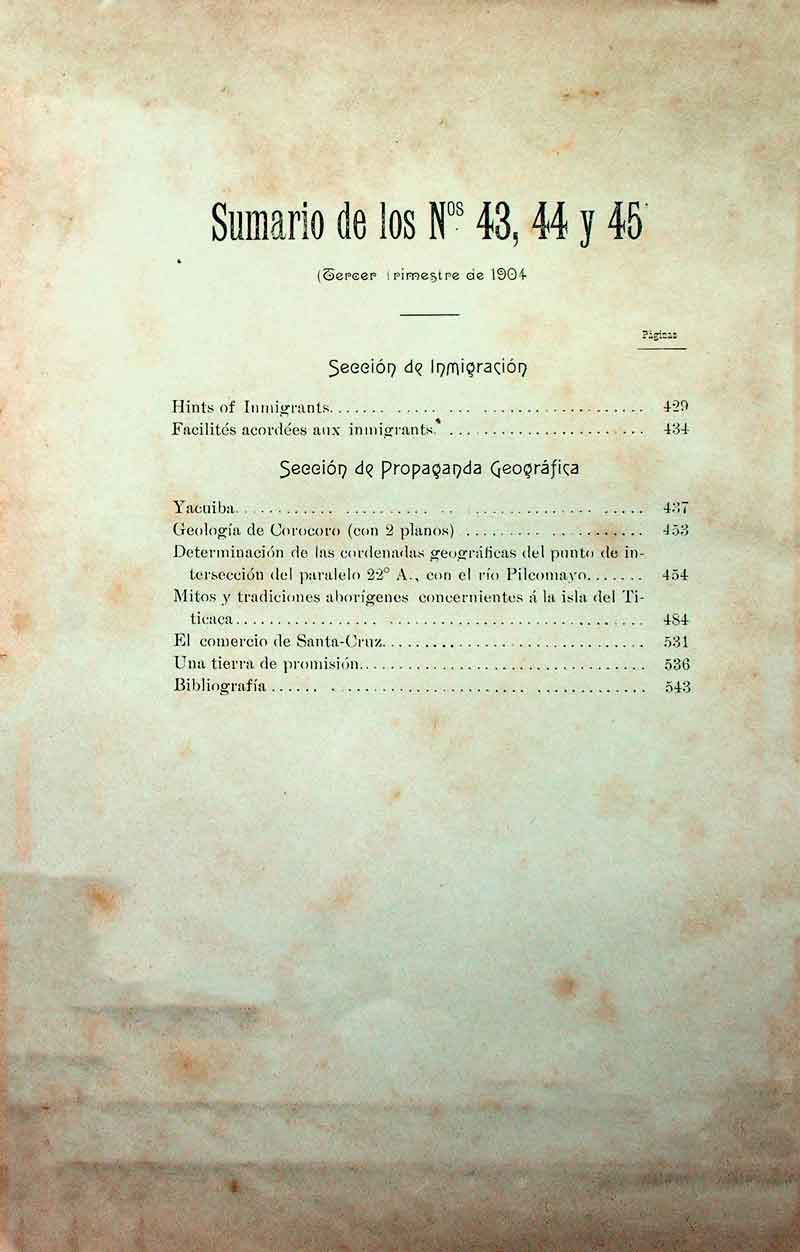 Sumario de los Nos. 43, 44 y 45
(Tercer trimestre de 1904
Páginas
Sección de Inmigración
Hints of Inmigrants. . . . . . . . . . . . . . . . . . . . 429
Facilités acordées aux inmigrants. . . . . . . . . . . . . . . . . . . . 434
Sección de Propaganda Geográfica
Yacuiba. . . . . . . . . . . . . . . . . . . . 437
Geología de Corocoro (con 2 planos) . . . . . . . . . . . . . . . . . . . . 453
Determinación de las cordenadas geográficas del punto de in-
tersección del paralelo 22° A., con el río Pilcomayo. . . . . . . 454
Mitos y tradiciones aborígenes concernientes á la isla del Ti-
ticaca. . . . . . . . . . . . . . . . . . . . 484
El comercio de Santa-Cruz. . . . . . . . . . . . . . . . . . . . 531
Una tierra de promisión. . . . . . . . . . . . . . . . . . . . 536
Bibliografía . . . . . . . . . . . . . . . . . . . . 543